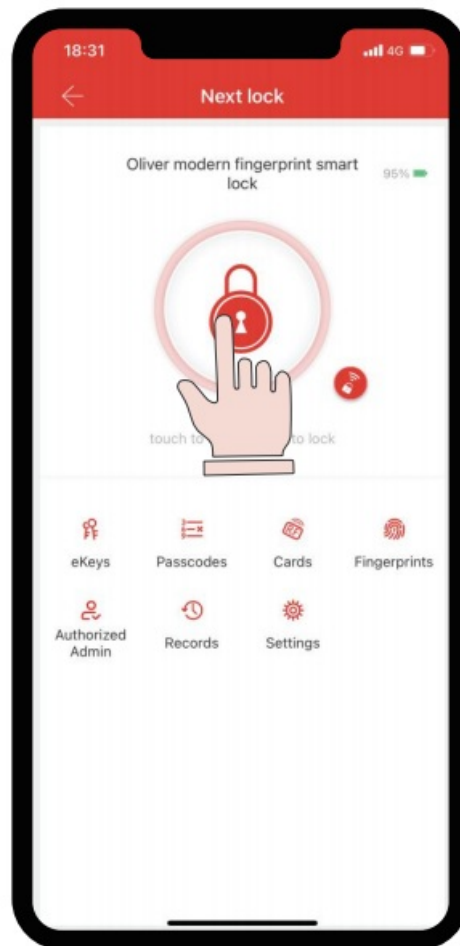 18:31
4G
Next lock
Oliver modern fingerprint smart
lock
95%
touch to to lock
eKeys
Passcodes
Cards
Fingerprints
Authorized
Admin
Records
Settings